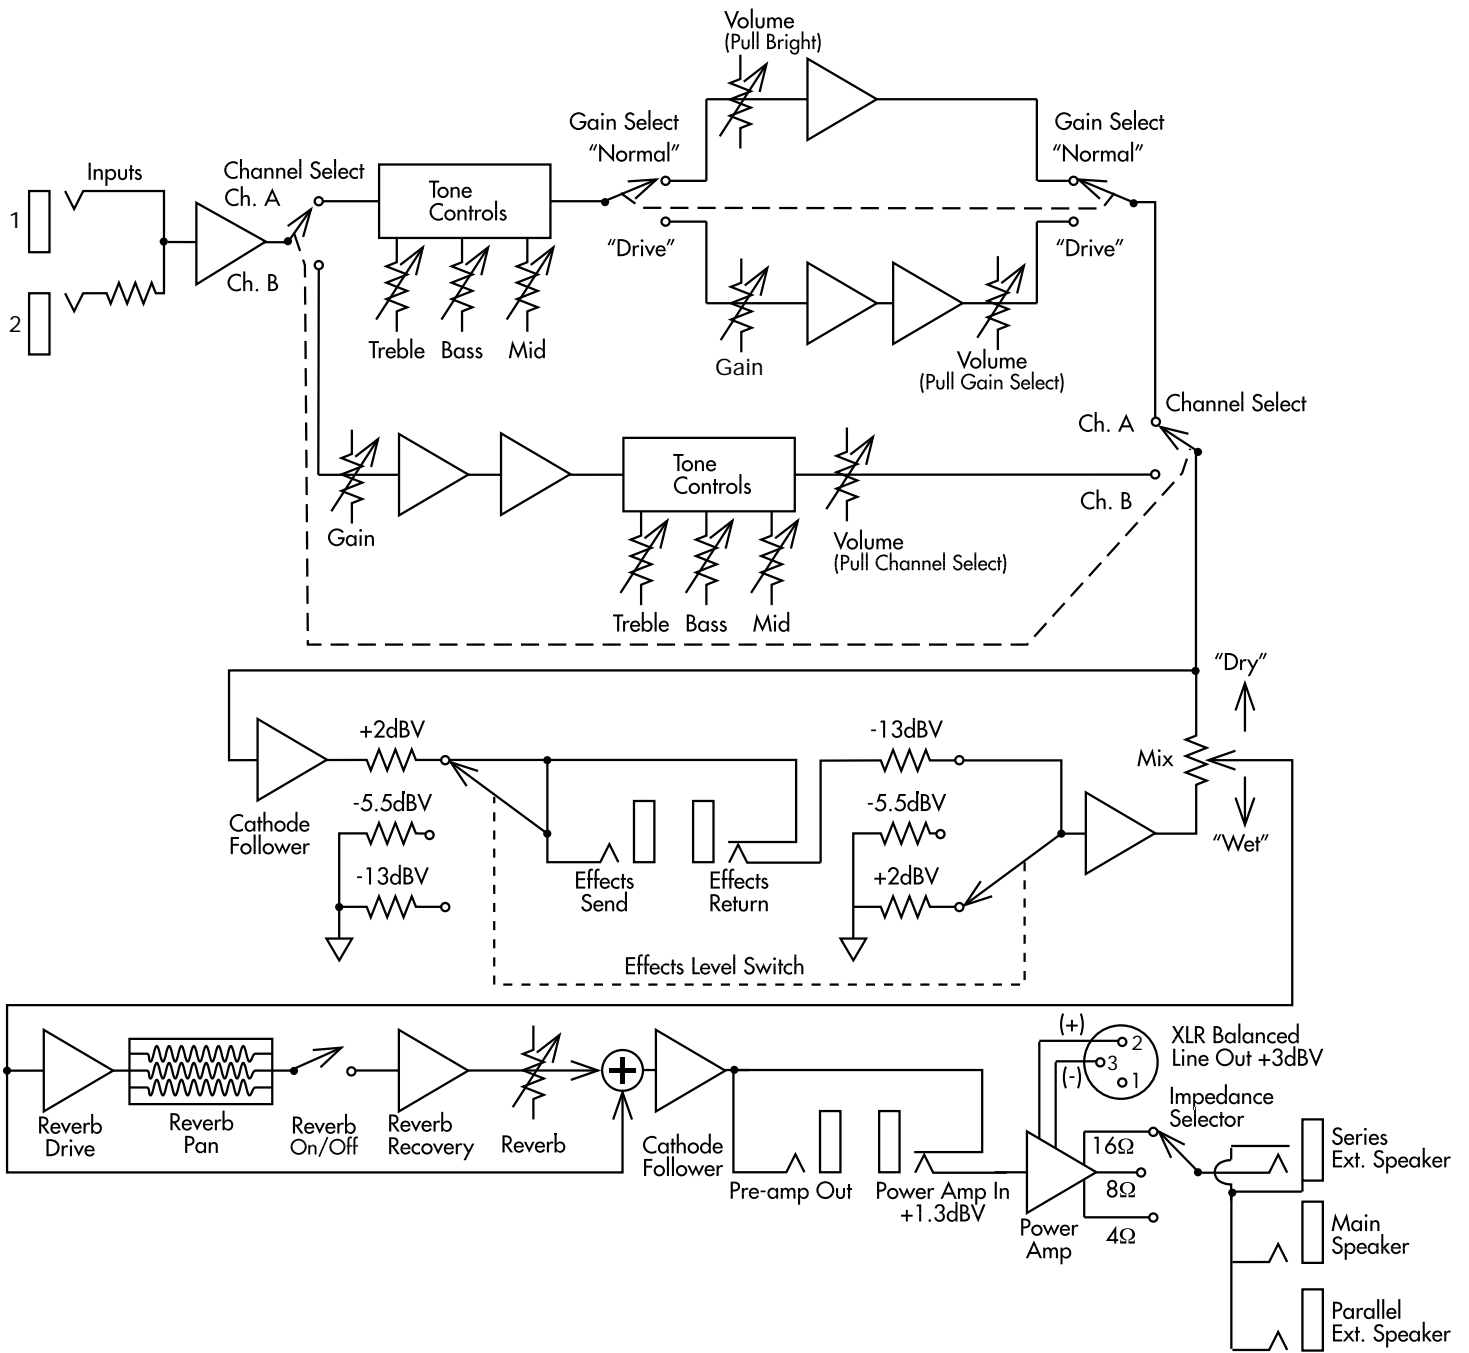 Volume
(Pull Bright)
Gain Select
“Normal”
Gain Select
“Normal”
Inputs
Channel Select
Ch. A
Tone
Controls
1
“Drive”
“Drive”
Ch. B
2
Treble
Bass
Mid
Gain
Volume
(Pull Gain Select)
Channel Select
Ch. A
Tone
Controls
Ch. B
Gain
Volume
(Pull Channel Select)
Treble
Bass
Mid
“Dry”
+2dBV
-13dBV
Mix
-5.5dBV
-5.5dBV
Cathode
Follower
“Wet”
-13dBV
Effects
Send
Effects
Return
+2dBV
Effects Level Switch
(+)
2
XLR Balanced
Line Out +3dBV
3
(-)
1
Impedance
Selector
Reverb
Drive
Reverb
Pan
Reverb
On/Off
Reverb
Recovery
Reverb
Cathode
Follower
16Ω
Series
Ext. Speaker
Pre-amp Out
Power Amp In
+1.3dBV
8Ω
Power
Amp
4Ω
Main
Speaker
Parallel
Ext. Speaker